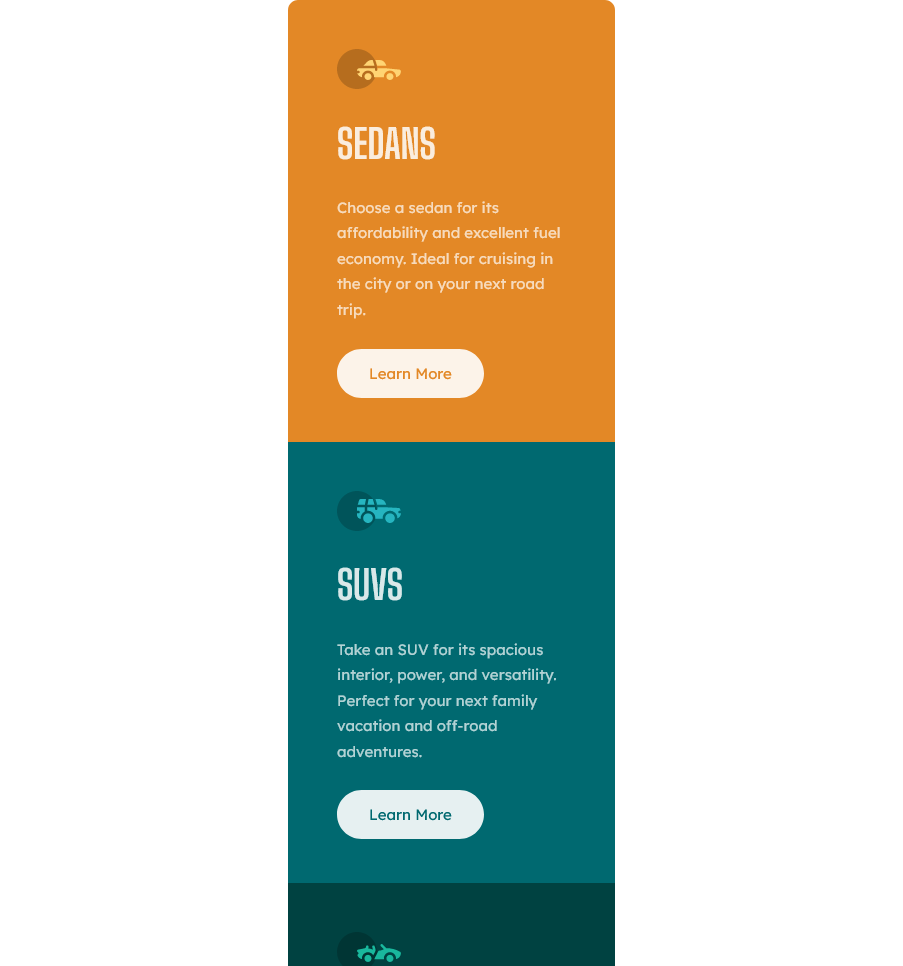 SEDANS
Choose a sedan for its
affordability and excellent fuel
economy. Ideal for cruising in
the city or on your next road
trip.
Learn More
SUVS
Take an SUV for its spacious
interior, power, and versatility.
Perfect for your next family
vacation and off-road
adventures.
Learn More